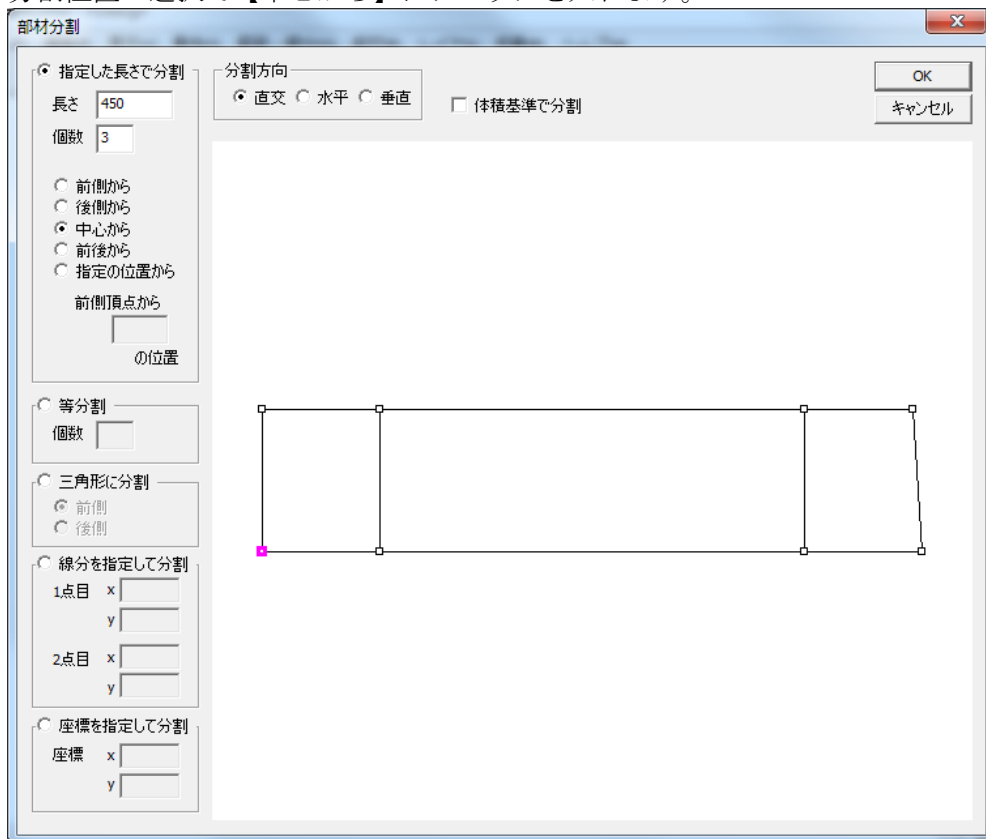 部材分割
指定した長さで分割
長さ 450
個数 3
前側から
後側から
中心から
前後から
指定の位置から
前側頂点から
の位置
等分割
個数
三角形に分割
前側
後側
線分を指定して分割
1点目 x
y
2点目 x
y
座標を指定して分割
座標 x
y
分割方向
直交 水平 垂直
体積基準で分割
OK
キャンセル